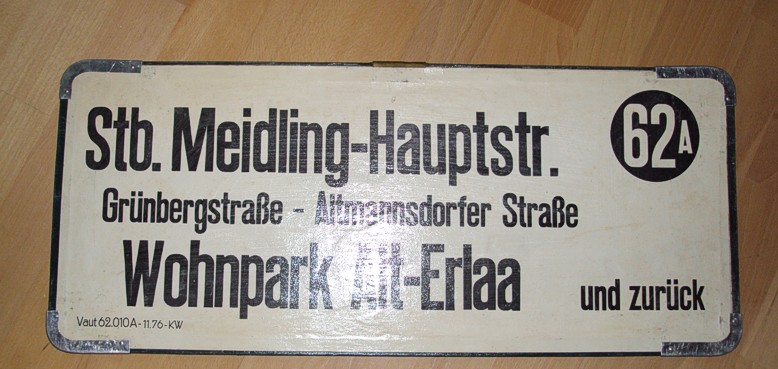 Stb. Meidling-Hauptstr.
62A
Grünbergstraße - Altmannsdorfer Straße
Wohnpark Alt-Erlaa
und zurück
Vaut 62.010A - 11.76 - KW